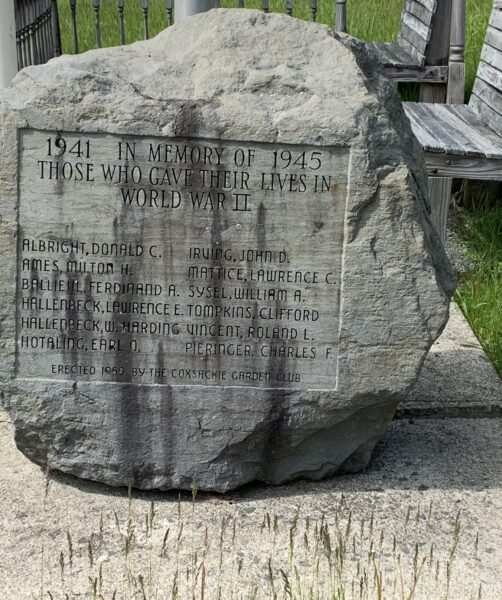 1941 IN MEMORY OF 1945
THOSE WHO GAVE THEIR LIVES IN
WORLD WAR II
ALBRIGHT, DONALD C.
AMES, MILTON H.
FERDINAND A.
HALLENBECK, LAWRENCE E.
HALLENBECK, W. HARDING
HOTALING, EARL
IRVING, JOHN D.
MATTICE, LAWRENCE C.
SYSEL, WILLIAM A.
TOMPKINS, CLIFFORD
VINCENT, ROLAND L.
PIERINGER, CHARLES F.
ERECTED BY THE COXSACKIE GARDEN CLUB